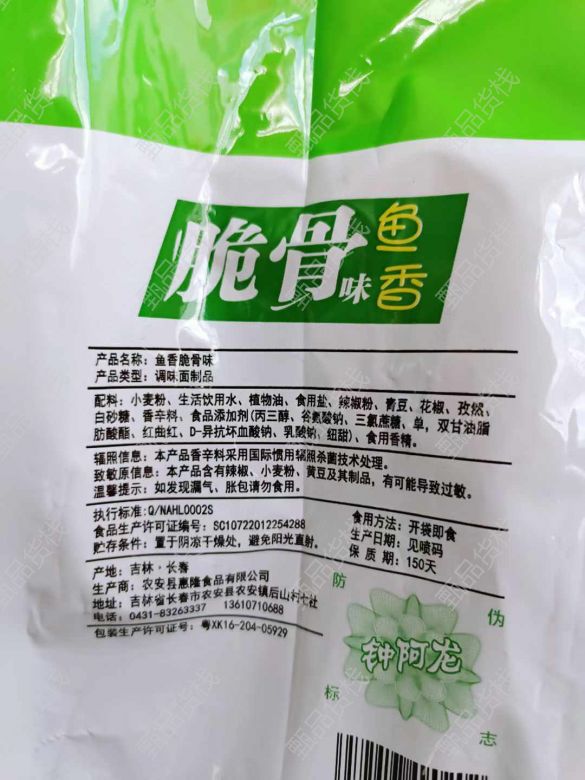 脆骨味
鱼香
产品名称：鱼香脆骨味
产品类型：调味面制品
配料：小麦粉、生活饮用水、植物油、食用盐、辣椒粉、青豆、花椒、孜然、
白砂糖、香辛料、食品添加剂(丙三醇、谷氨酸钠、三氯蔗糖、单，双甘油脂
肪酸酯、红曲红、D-异抗坏血酸钠、乳酸钠、纽甜)、食用香精。
辐照信息：本产品香辛料采用国际惯用辐照杀菌技术处理。
致敏原信息：本产品含有辣椒、小麦粉、黄豆及其制品，有可能导致过敏。
温馨提示：如发现漏气、胀包请勿食用。
执行标准:Q/NAHL0002S
食品生产许可证编号：SC10722012254288
贮存条件：置于阴凉干燥处，避免阳光直射。
食用方法：开袋即食
生产日期：见喷码
保 质 期：150天
产地：吉林·长春
生产商：农安县惠隆食品有限公司
地址：吉林省长春市农安县农安镇后山村七社
电话：0431-83263337 13610710688
包装生产许可证号：粤XK16-204-05929
防伪
钟阿龙
标志
甄品货栈